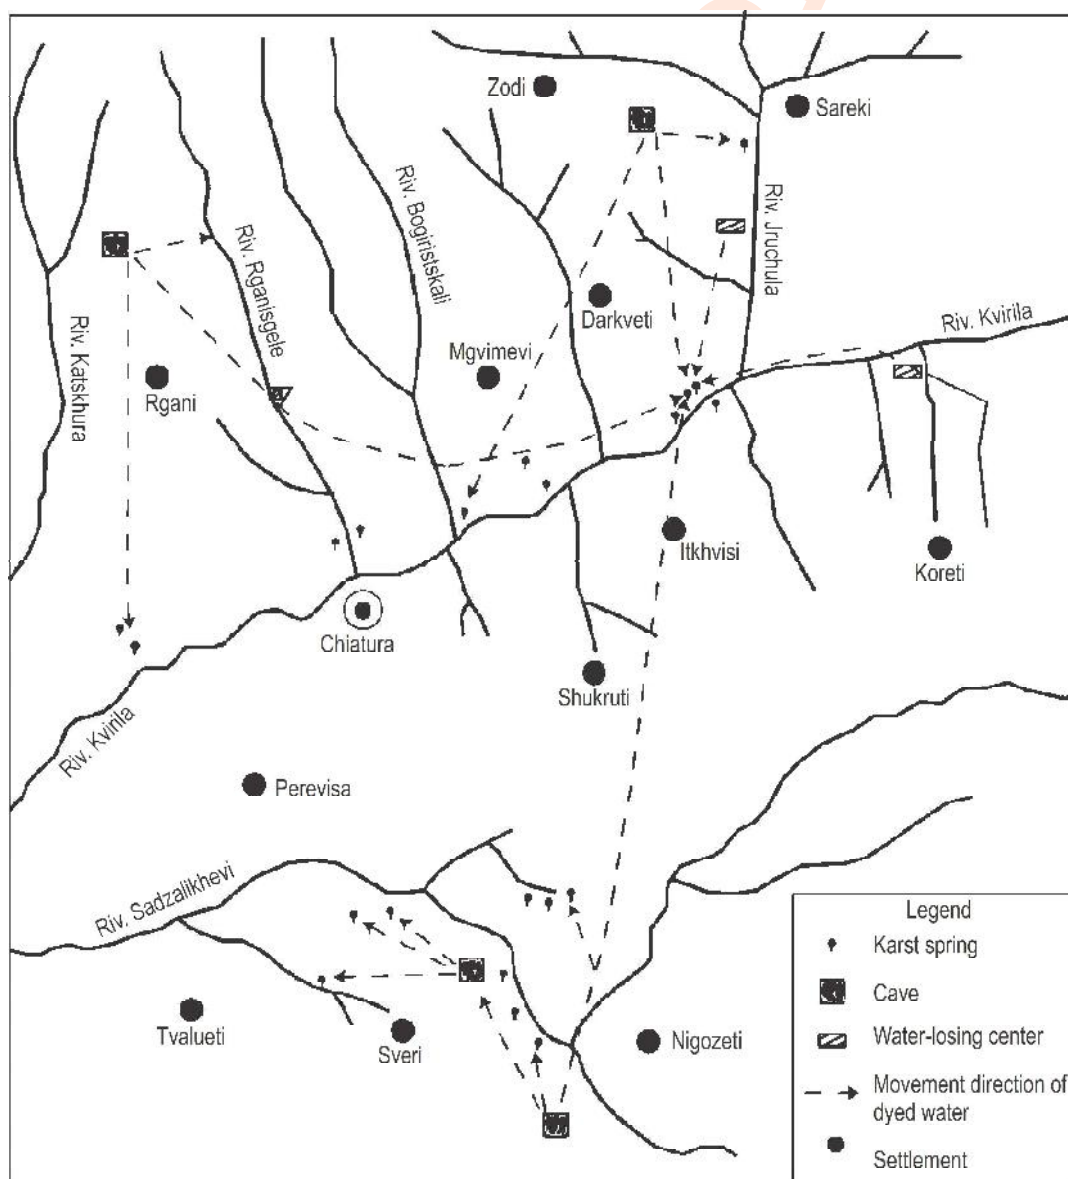 Zodi
Sareki
Riv. Katskhura
Riv. Rganisgele
Riv. Bogiristskali
Riv. Jruchula
Darkveti
Riv. Kvirila
Mgvimevi
Rgani
Itkhvisi
Koreti
Chiatura
Shukruti
Riv. Kvirila
Perevisa
Riv. Sadzalikhevi
Tvalueti
Sveri
Nigozeti
Legend
Karst spring
Cave
Water-losing center
Movement direction of
dyed water
Settlement